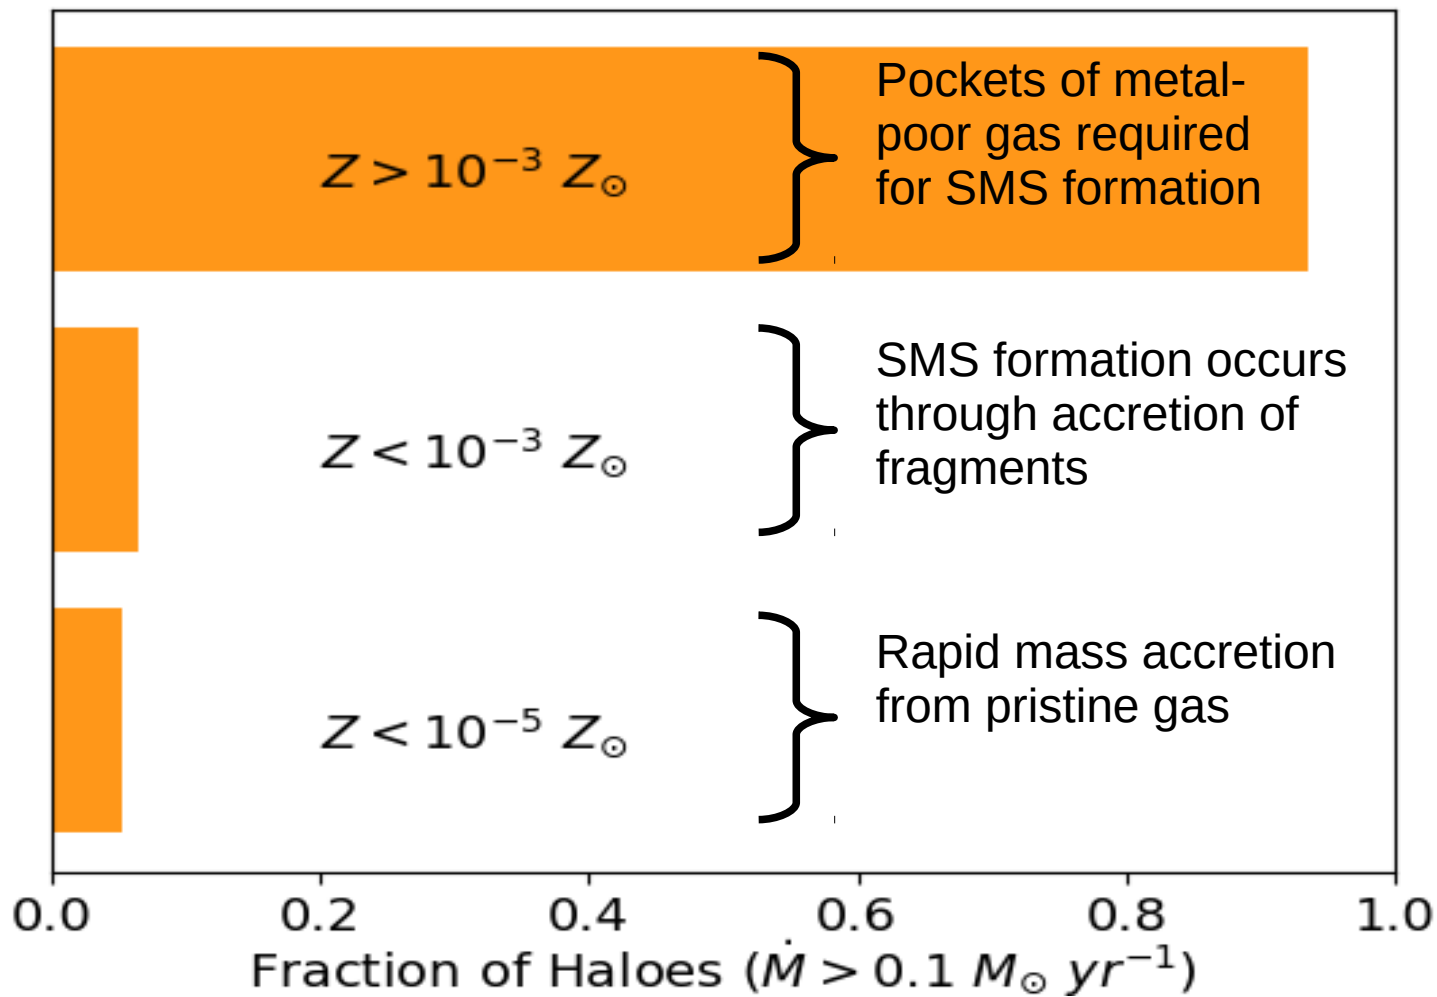 Pockets of metal-
poor gas required
for SMS formation
Z > 10⁻³ Z☉
SMS formation occurs
through accretion of
fragments
Z < 10⁻³ Z☉
Rapid mass accretion
from pristine gas
Z < 10⁻⁵ Z☉
0.0 0.2 0.4 0.6 0.8 1.0
Fraction of Haloes (Ṁ > 0.1 M☉ yr⁻¹)